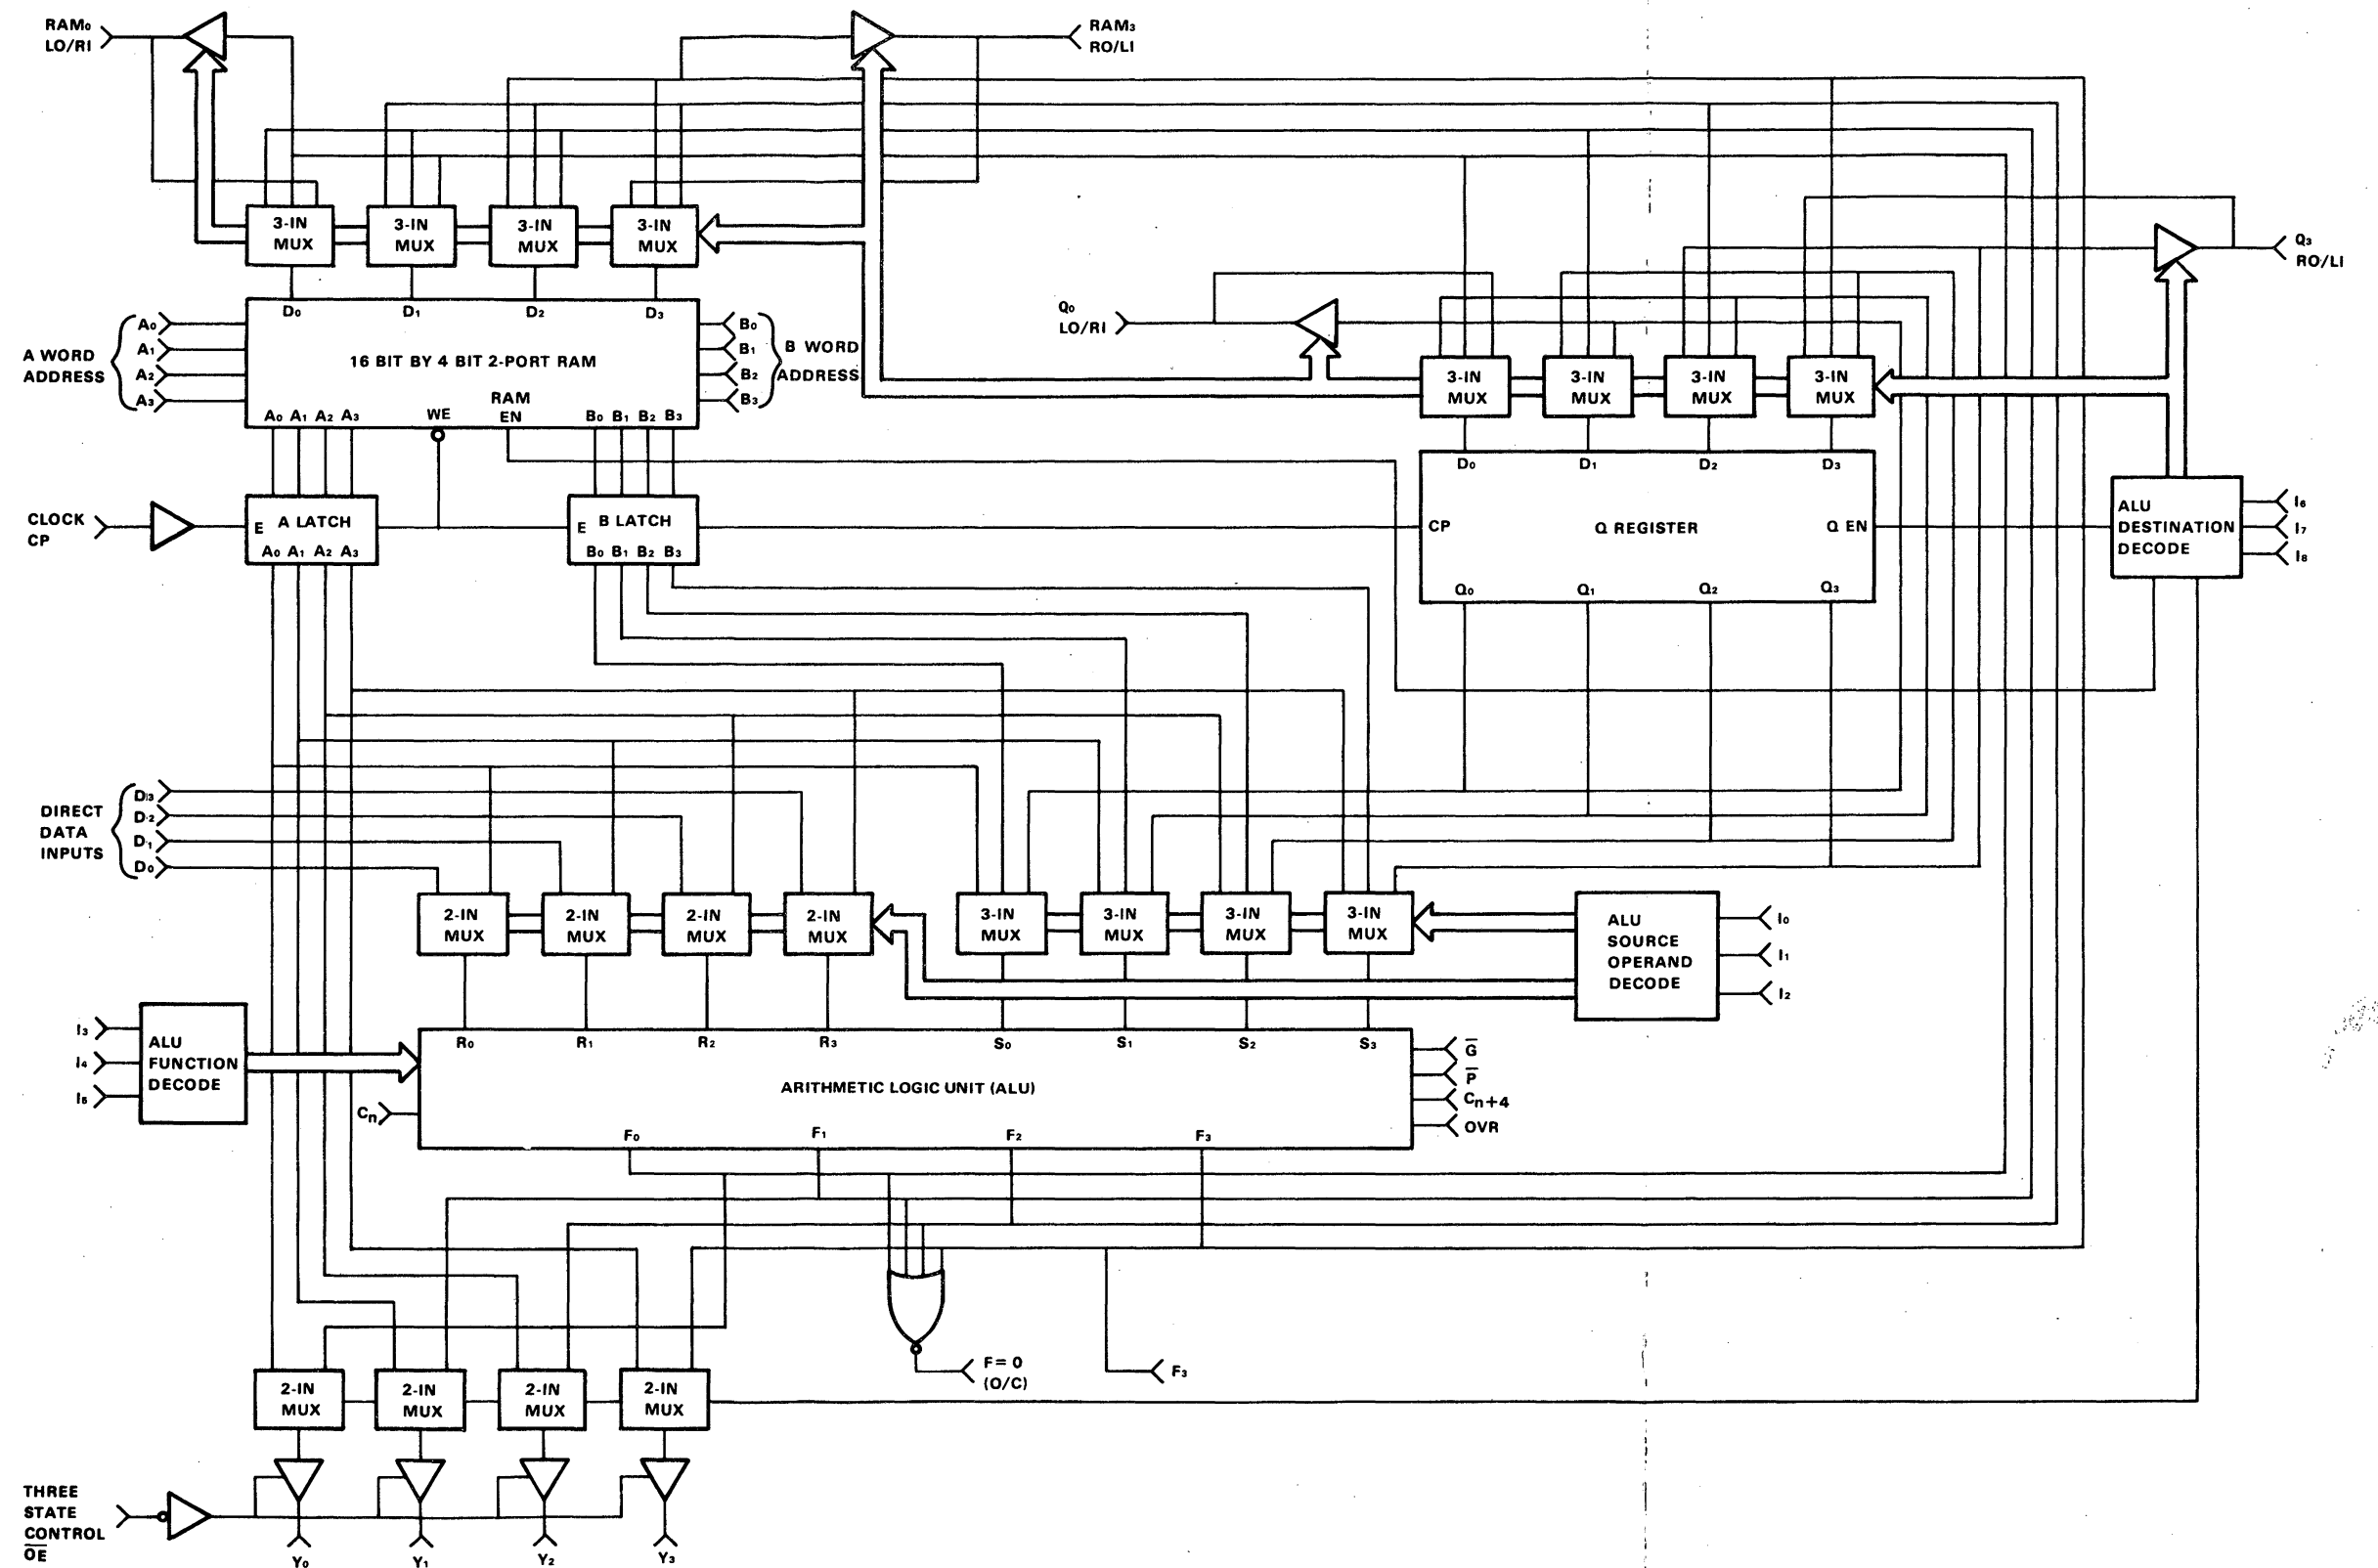 RAM₀
LO/RI
RAM₃
RO/LI
3-IN
MUX
3-IN
MUX
3-IN
MUX
3-IN
MUX
Q₃
RO/LI
Q₀
LO/RI
D₀ D₁ D₂ D₃
A WORD
ADDRESS
A₀
A₁
A₂
A₃
16 BIT BY 4 BIT 2-PORT RAM
B₀
B₁
B₂
B₃
B WORD
ADDRESS
A₀ A₁ A₂ A₃ WE RAM EN B₀ B₁ B₂ B₃
3-IN
MUX
3-IN
MUX
3-IN
MUX
3-IN
MUX
CLOCK
CP
E A LATCH
A₀ A₁ A₂ A₃
E B LATCH
B₀ B₁ B₂ B₃
D₀ D₁ D₂ D₃
CP Q REGISTER Q EN
Q₀ Q₁ Q₂ Q₃
ALU
DESTINATION
DECODE
I₆
I₇
I₈
DIRECT
DATA
INPUTS
D₃
D₂
D₁
D₀
2-IN
MUX
2-IN
MUX
2-IN
MUX
2-IN
MUX
3-IN
MUX
3-IN
MUX
3-IN
MUX
3-IN
MUX
ALU
SOURCE
OPERAND
DECODE
I₀
I₁
I₂
I₃
I₄
I₅
ALU
FUNCTION
DECODE
Cn
R₀ R₁ R₂ R₃ S₀ S₁ S₂ S₃
ARITHMETIC LOGIC UNIT (ALU)
F₀ F₁ F₂ F₃
G̅
P̅
Cn+4
OVR
F=0
(O/C)
F₃
2-IN
MUX
2-IN
MUX
2-IN
MUX
2-IN
MUX
THREE
STATE
CONTROL
O̅E̅
Y₀ Y₁ Y₂ Y₃